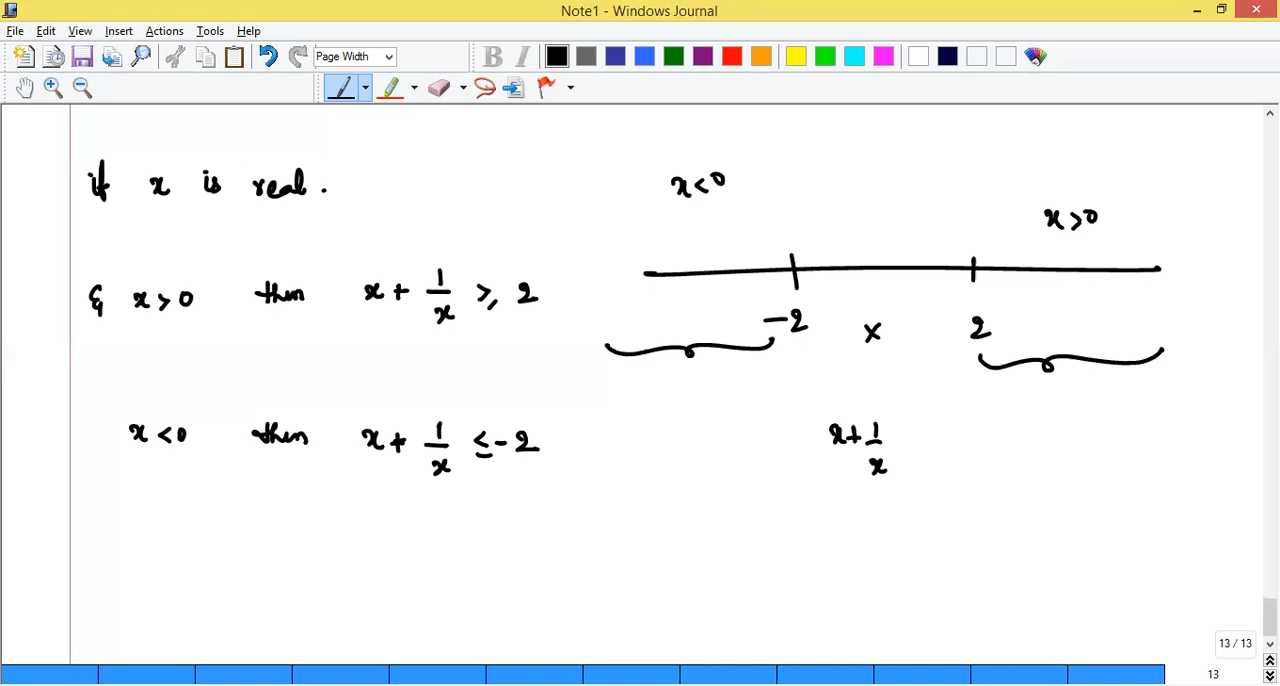 Note1 - Windows Journal
File Edit View Insert Actions Tools Help
Page Width
B I
if x is real.
x<0
x>0
& x>0 then x + 1/x ≥ 2
-2 x 2
x<0 then x + 1/x ≤ -2
x + 1/x
13 / 13
13